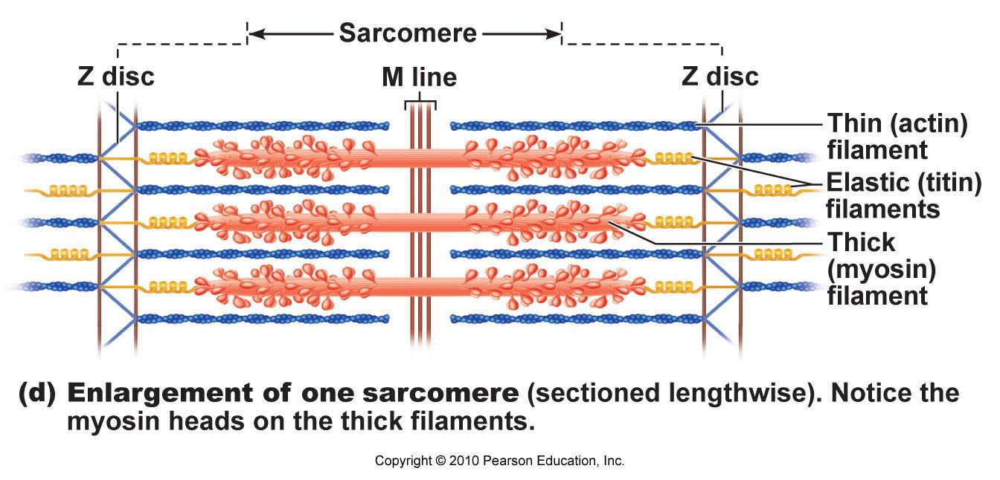 Sarcomere
Z disc
M line
Z disc
Thin (actin)
filament
Elastic (titin)
filaments
Thick
(myosin)
filament
(d) Enlargement of one sarcomere (sectioned lengthwise). Notice the
myosin heads on the thick filaments.
Copyright © 2010 Pearson Education, Inc.